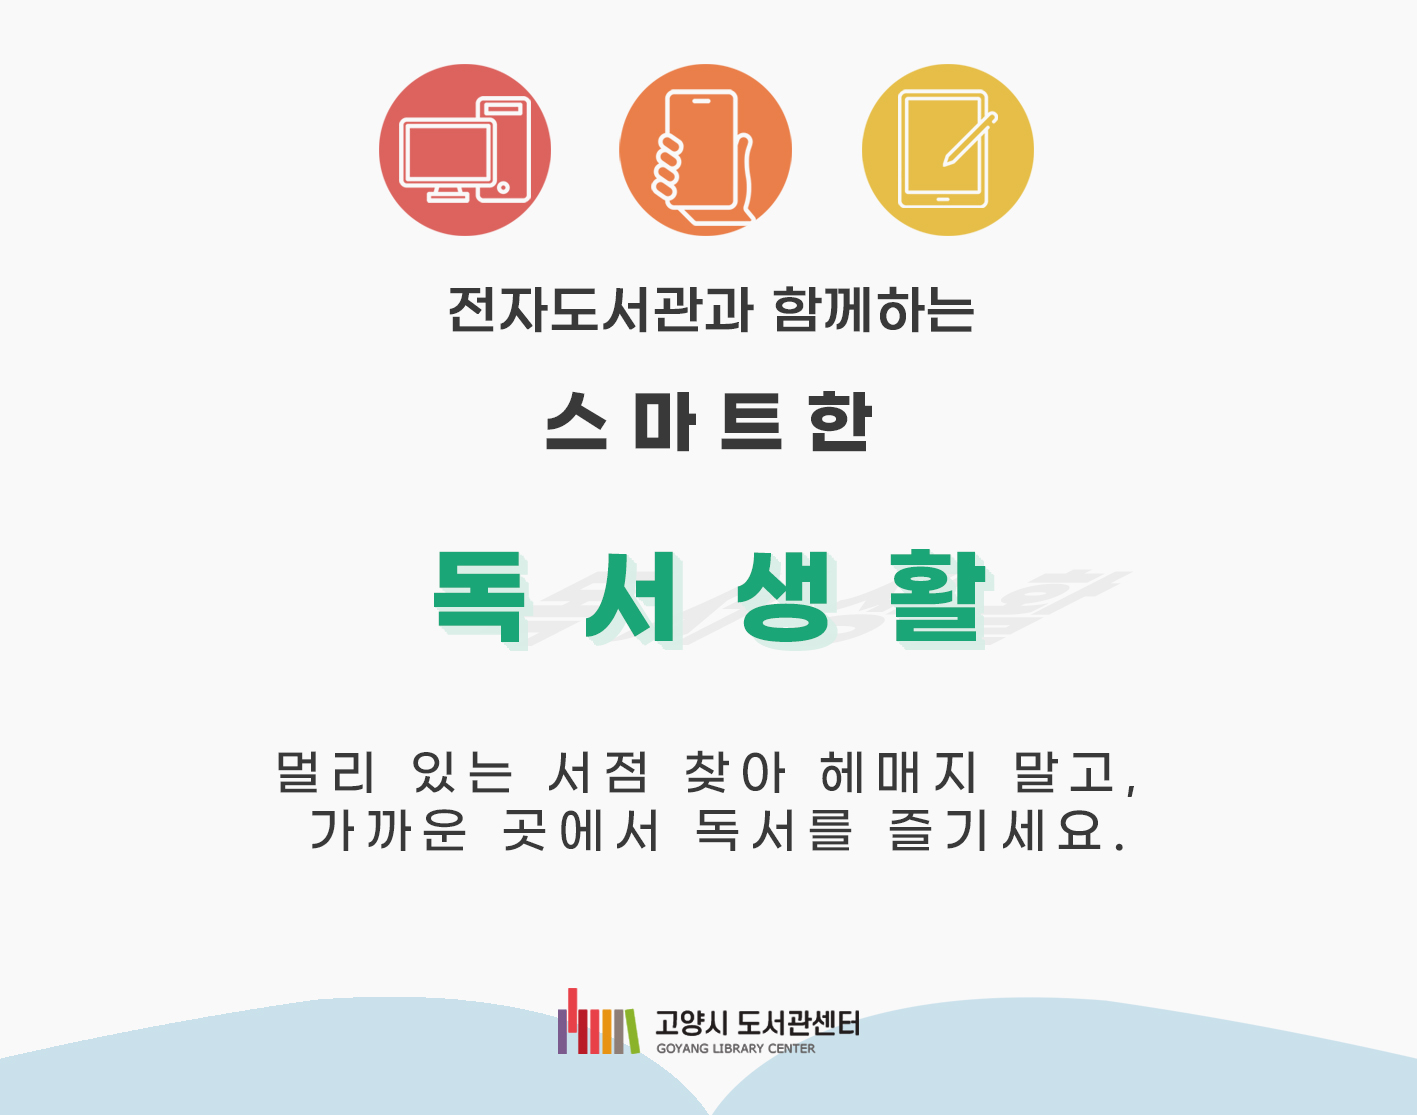 전자도서관과 함께하는
스마트한
독서생활
멀리 있는 서점 찾아 헤매지 말고,
가까운 곳에서 독서를 즐기세요.
고양시 도서관센터
GOYANG LIBRARY CENTER